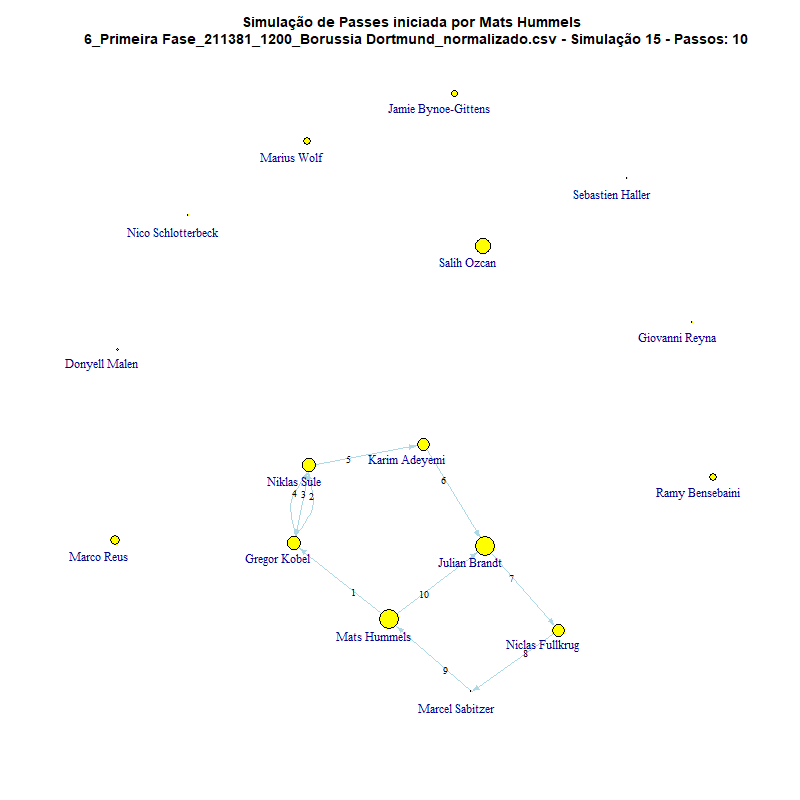 Simulação de Passes iniciada por Mats Hummels
6_Primeira Fase_211381_1200_Borussia Dortmund_normalizado.csv - Simulação 15 - Passos: 10
Jamie Bynoe-Gittens
Marius Wolf
Sebastien Haller
Nico Schlotterbeck
Salih Ozcan
Giovanni Reyna
Donyell Malen
5
Karim Adeyemi
Niklas Sule
6
4
3
2
Ramy Bensebaini
Marco Reus
Gregor Kobel
Julian Brandt
7
1
10
Mats Hummels
Niclas Fullkrug
8
9
Marcel Sabitzer